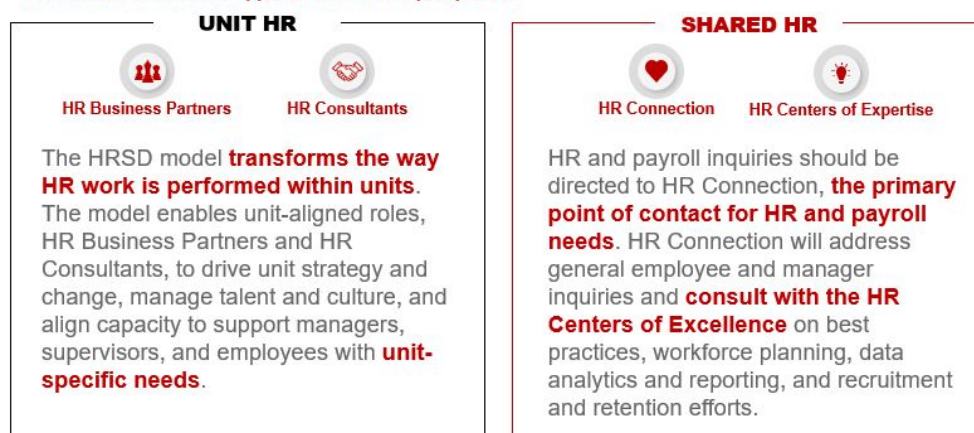 UNIT HR
HR Business Partners
HR Consultants
The HRSD model transforms the way
HR work is performed within units.
The model enables unit-aligned roles,
HR Business Partners and HR
Consultants, to drive unit strategy and
change, manage talent and culture, and
align capacity to support managers,
supervisors, and employees with unit-
specific needs.
SHARED HR
HR Connection
HR Centers of Expertise
HR and payroll inquiries should be
directed to HR Connection, the primary
point of contact for HR and payroll
needs. HR Connection will address
general employee and manager
inquiries and consult with the HR
Centers of Excellence on best
practices, workforce planning, data
analytics and reporting, and recruitment
and retention efforts.